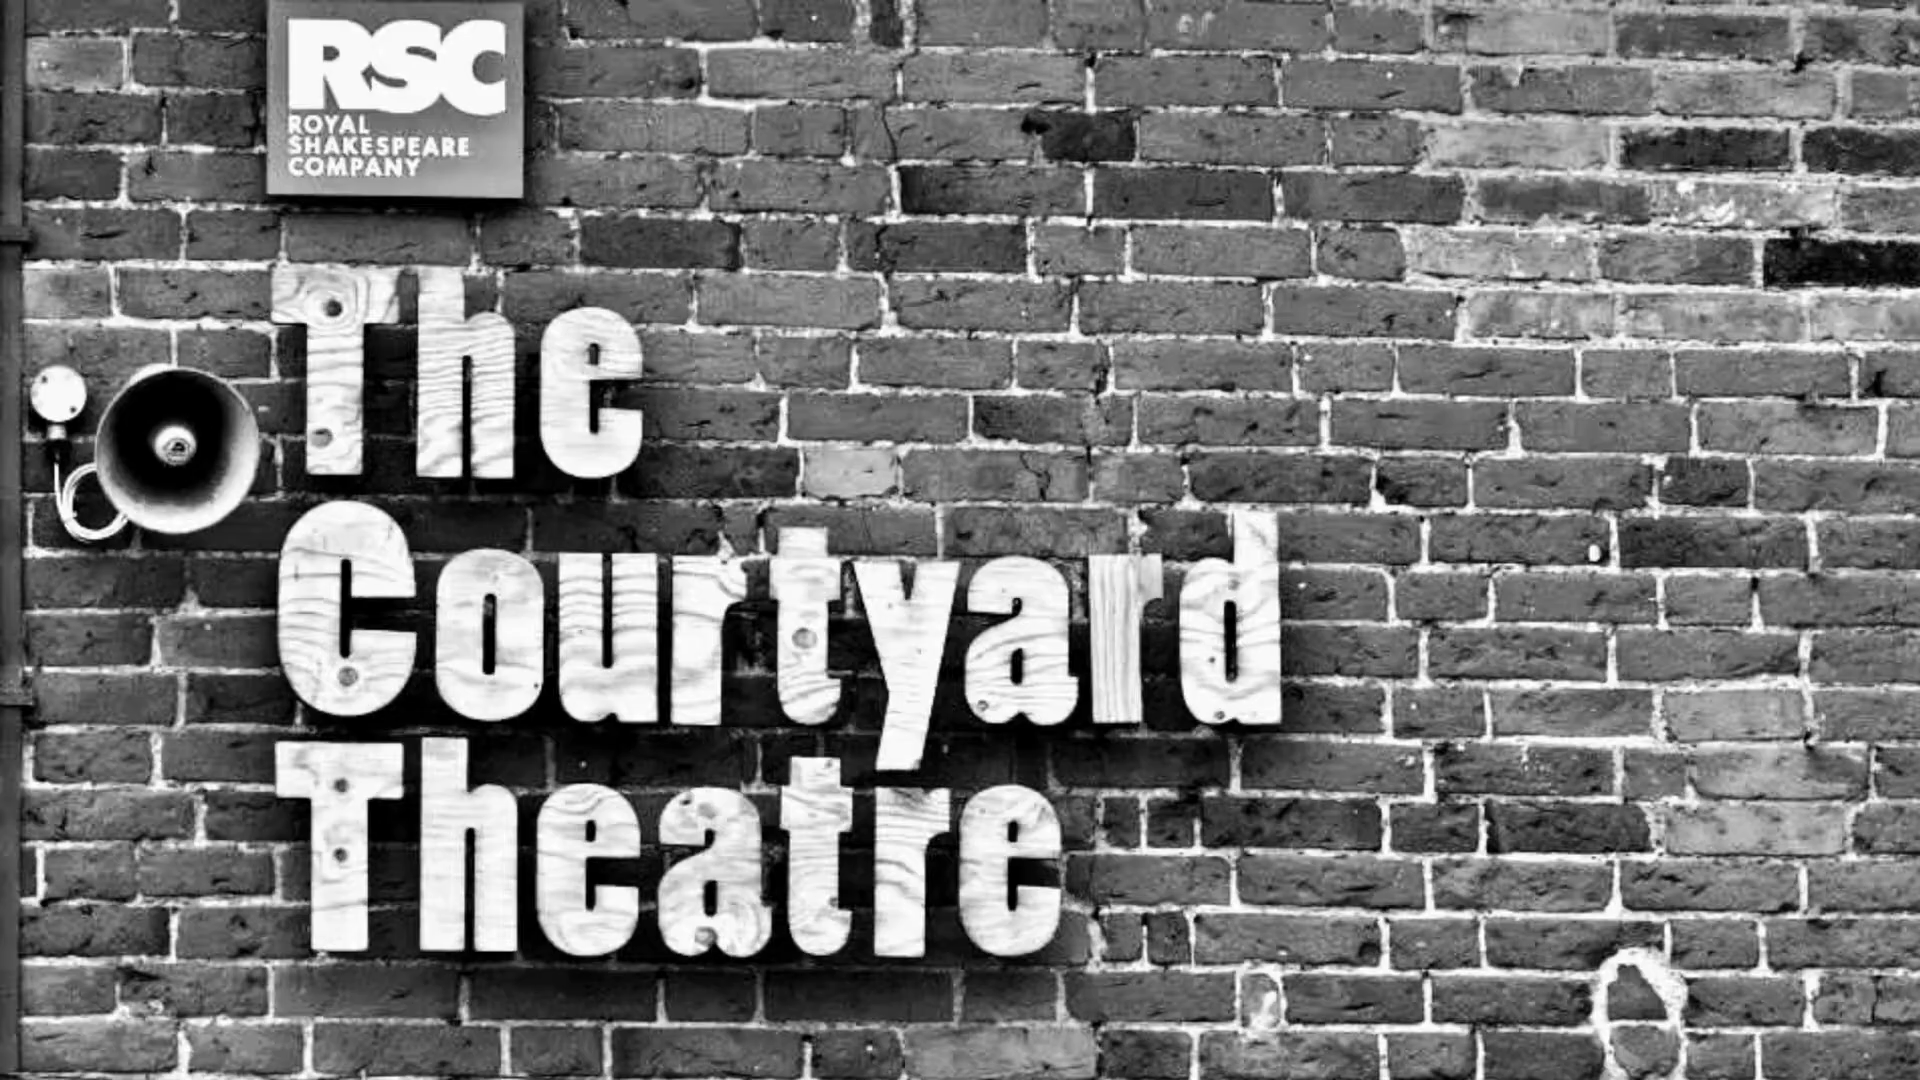 RSC
ROYAL
SHAKESPEARE
COMPANY
The
Courtyard
Theatre